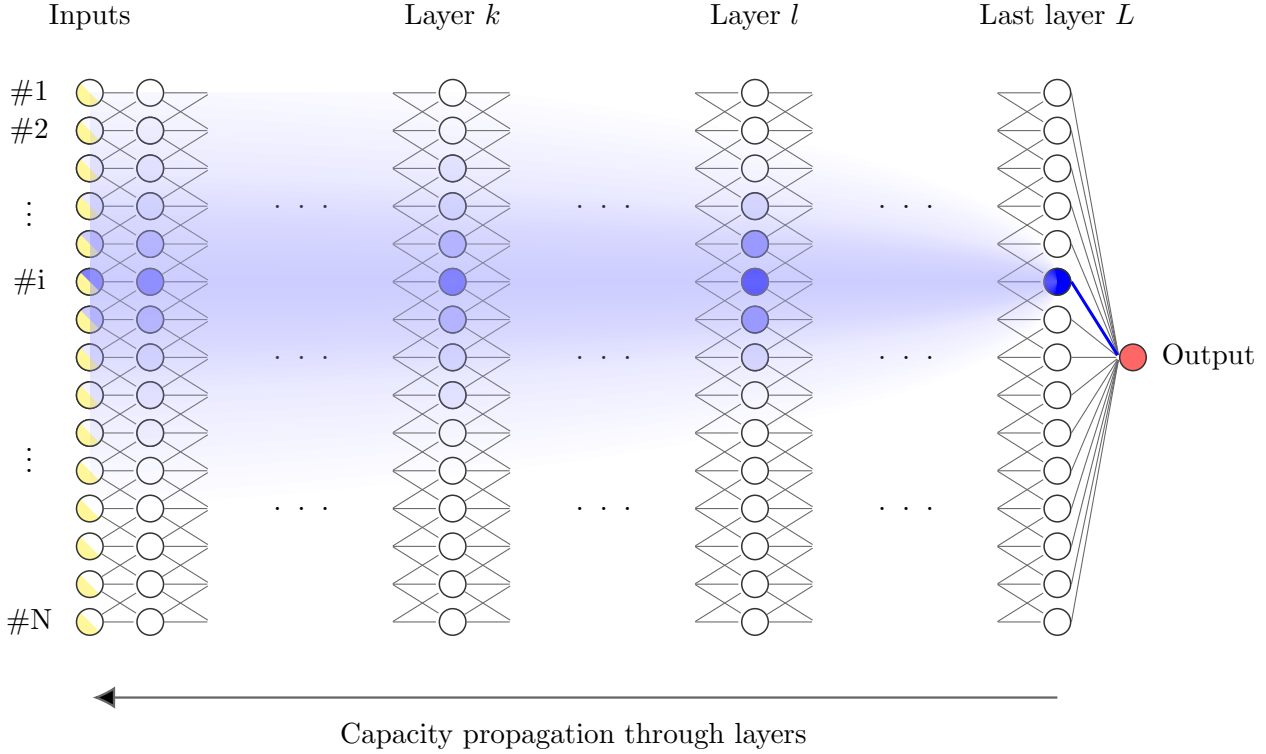 Inputs
Layer k
Layer l
Last layer L
#1
#2
⋮
. . .
. . .
. . .
#i
. . .
. . .
. . .
Output
⋮
. . .
. . .
. . .
#N
Capacity propagation through layers